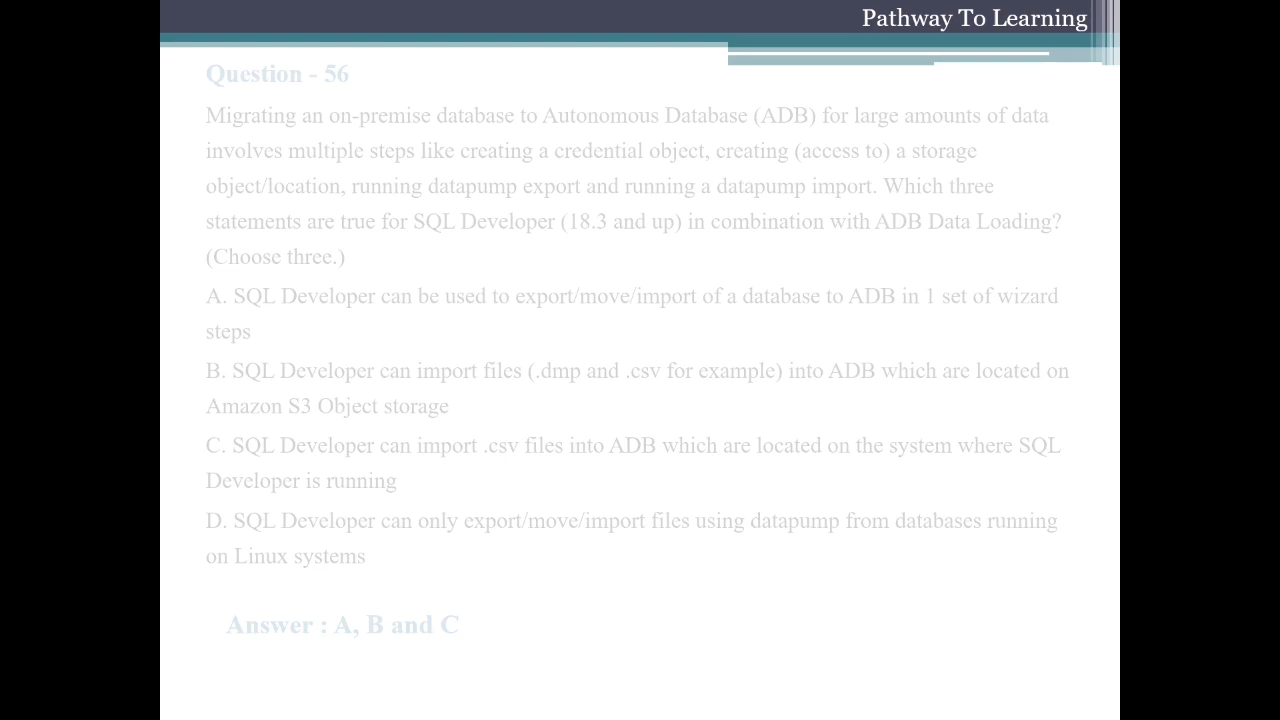 Pathway To Learning
Question - 56
Migrating an on-premise database to Autonomous Database (ADB) for large amounts of data
involves multiple steps like creating a credential object, creating (access to) a storage
object/location, running datapump export and running a datapump import. Which three
statements are true for SQL Developer (18.3 and up) in combination with ADB Data Loading?
(Choose three.)
A. SQL Developer can be used to export/move/import of a database to ADB in 1 set of wizard
steps
B. SQL Developer can import files (.dmp and .csv for example) into ADB which are located on
Amazon S3 Object storage
C. SQL Developer can import .csv files into ADB which are located on the system where SQL
Developer is running
D. SQL Developer can only export/move/import files using datapump from databases running
on Linux systems
Answer : A, B and C